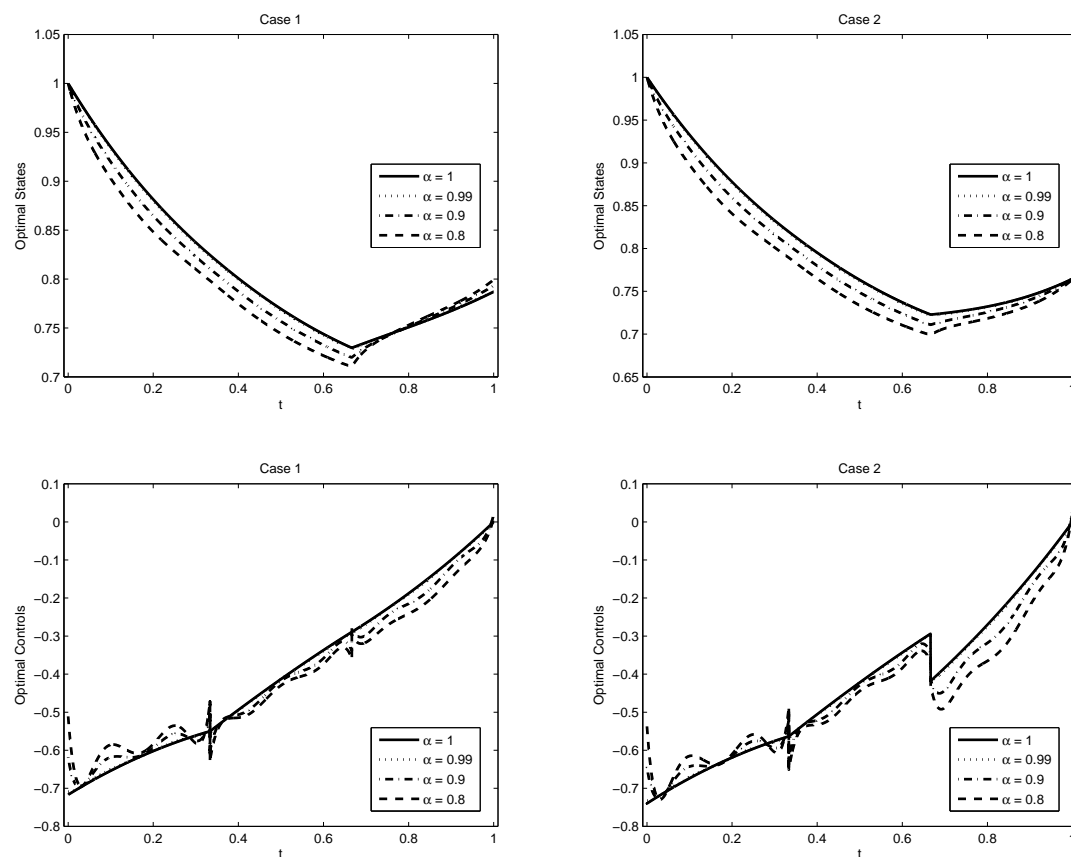 Case 1
1.05
1
0.95
0.9
0.85
0.8
0.75
0.7
Optimal States
0
0.2
0.4
0.6
0.8
1
t
α = 1
α = 0.99
α = 0.9
α = 0.8
Case 2
1.05
1
0.95
0.9
0.85
0.8
0.75
0.7
0.65
Optimal States
0
0.2
0.4
0.6
0.8
1
t
α = 1
α = 0.99
α = 0.9
α = 0.8
Case 1
0.1
0
−0.1
−0.2
−0.3
−0.4
−0.5
−0.6
−0.7
−0.8
Optimal Controls
0
0.2
0.4
0.6
0.8
1
t
α = 1
α = 0.99
α = 0.9
α = 0.8
Case 2
0.1
0
−0.1
−0.2
−0.3
−0.4
−0.5
−0.6
−0.7
−0.8
Optimal Controls
0
0.2
0.4
0.6
0.8
1
t
α = 1
α = 0.99
α = 0.9
α = 0.8